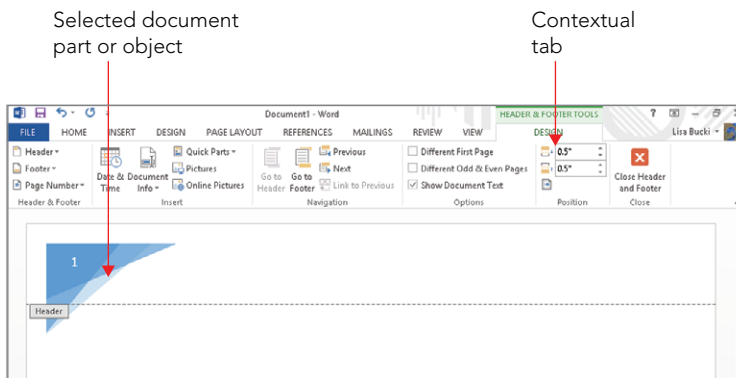 Selected document
part or object
Contextual
tab
Document1 - Word
HEADER & FOOTER TOOLS
?
FILE HOME INSERT DESIGN PAGE LAYOUT REFERENCES MAILINGS REVIEW VIEW DESIGN Lisa Bucki
Header Quick Parts Previous Different First Page 0.5"
Footer Pictures Next Different Odd & Even Pages 0.5"
Page Number Date & Time Document Info Online Pictures Go to Header Go to Footer Link to Previous Show Document Text Close Header and Footer
Header & Footer Insert Navigation Options Position Close
1
Header